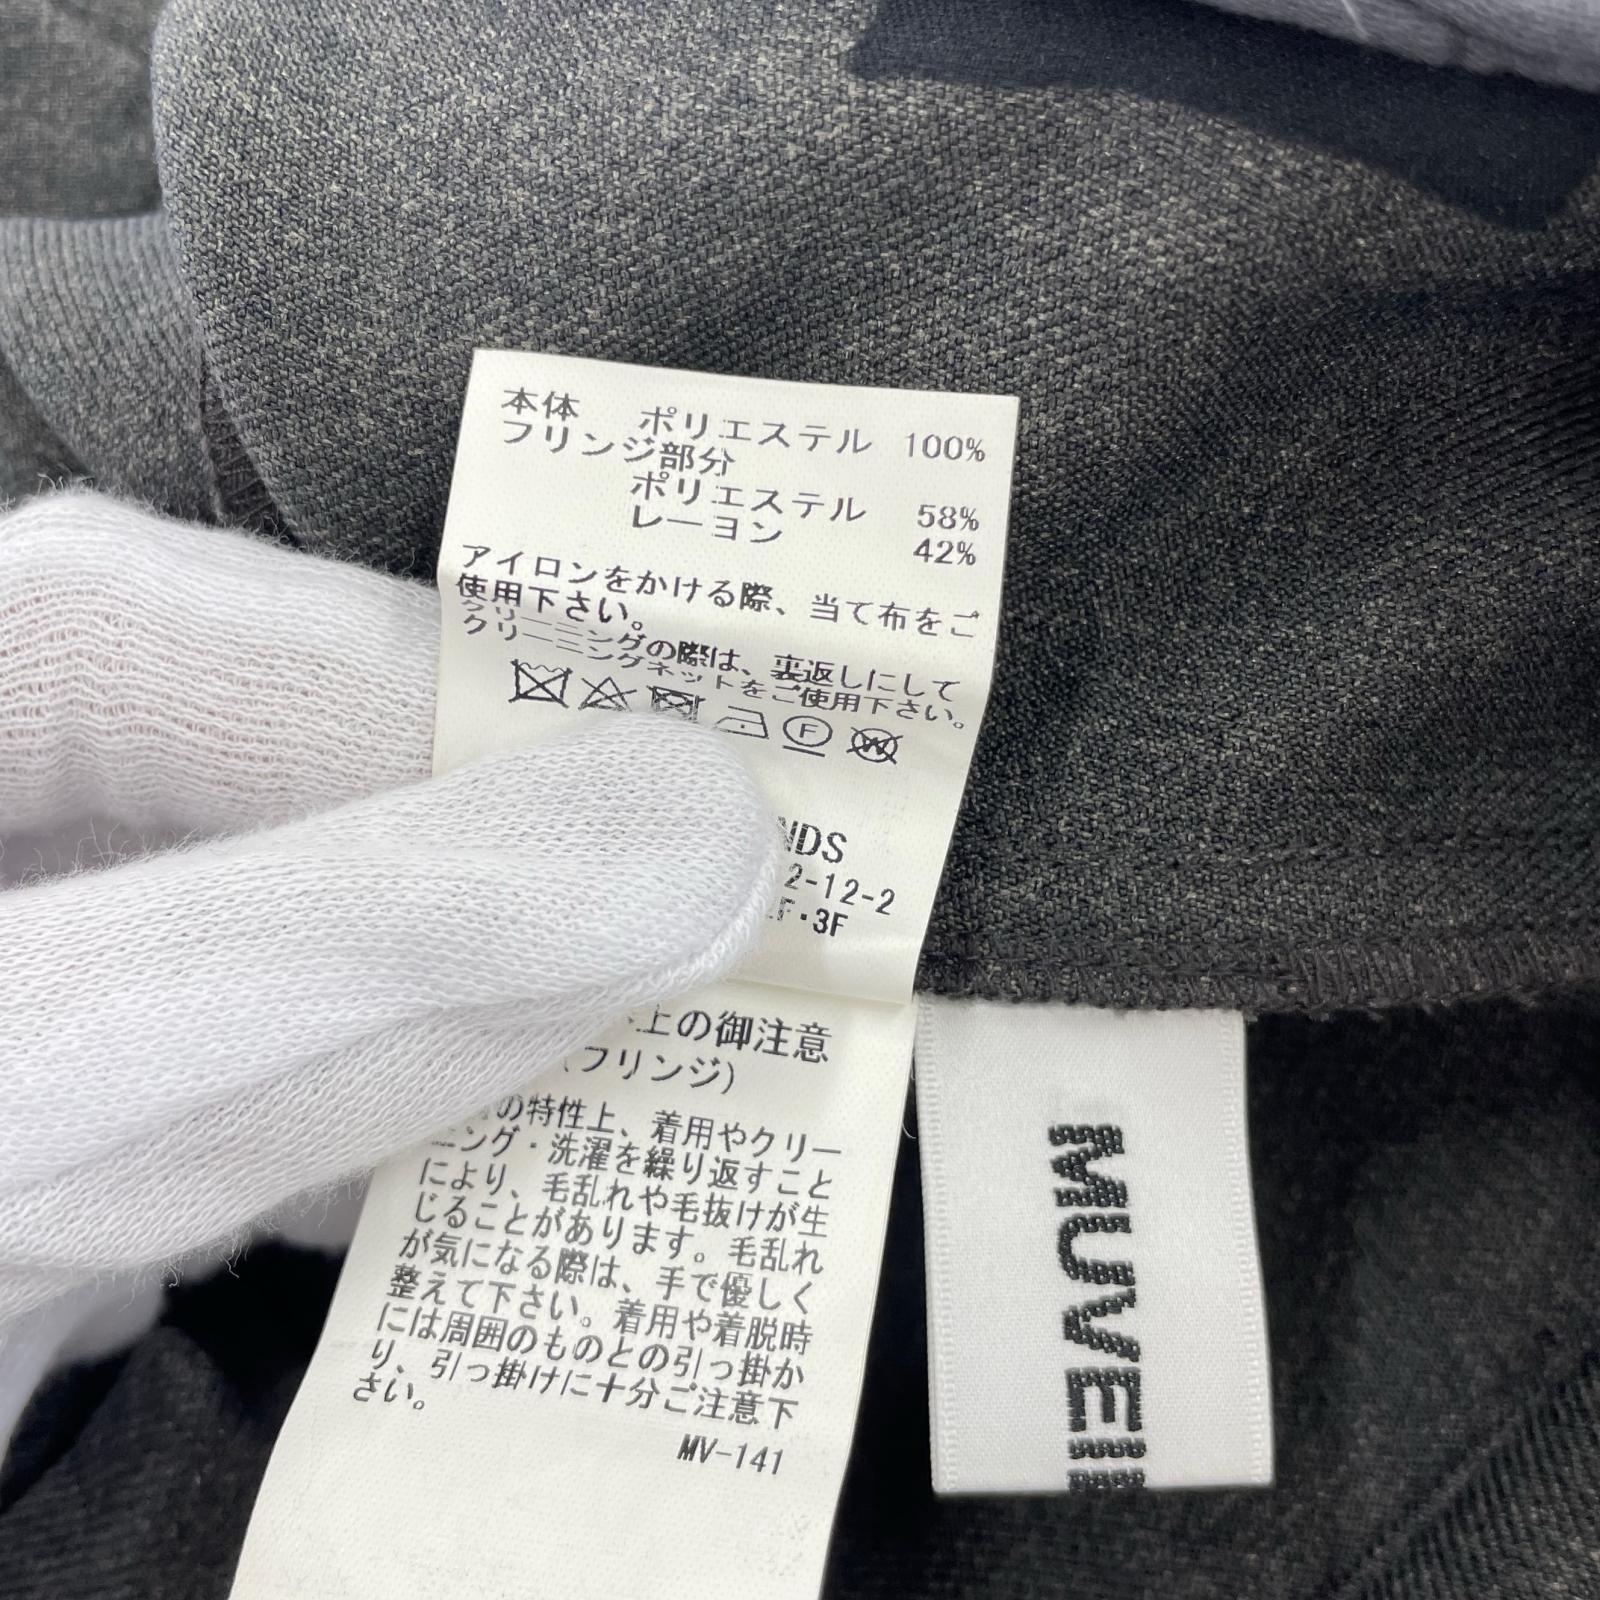 本体 ポリエステル 100%
フリンジ部分
ポリエステル 58%
レーヨン 42%
アイロンをかける際、当て布をご
使用下さい。
クリーニングの際は、裏返しにして
クリーニングネットをご使用下さい。
F
W
NDS
2-12-2
F・3F
上の御注意
(フリンジ)
の特性上、着用やクリー
ニング・洗濯を繰り返すこと
により、毛乱れや毛抜けが生
じることがあります。毛乱れ
が気になる際は、手で優しく
整えて下さい。着用や着脱時
には周囲のものとの引っ掛か
り、引っ掛けに十分ご注意下
さい。
MV-141
MUVEIL